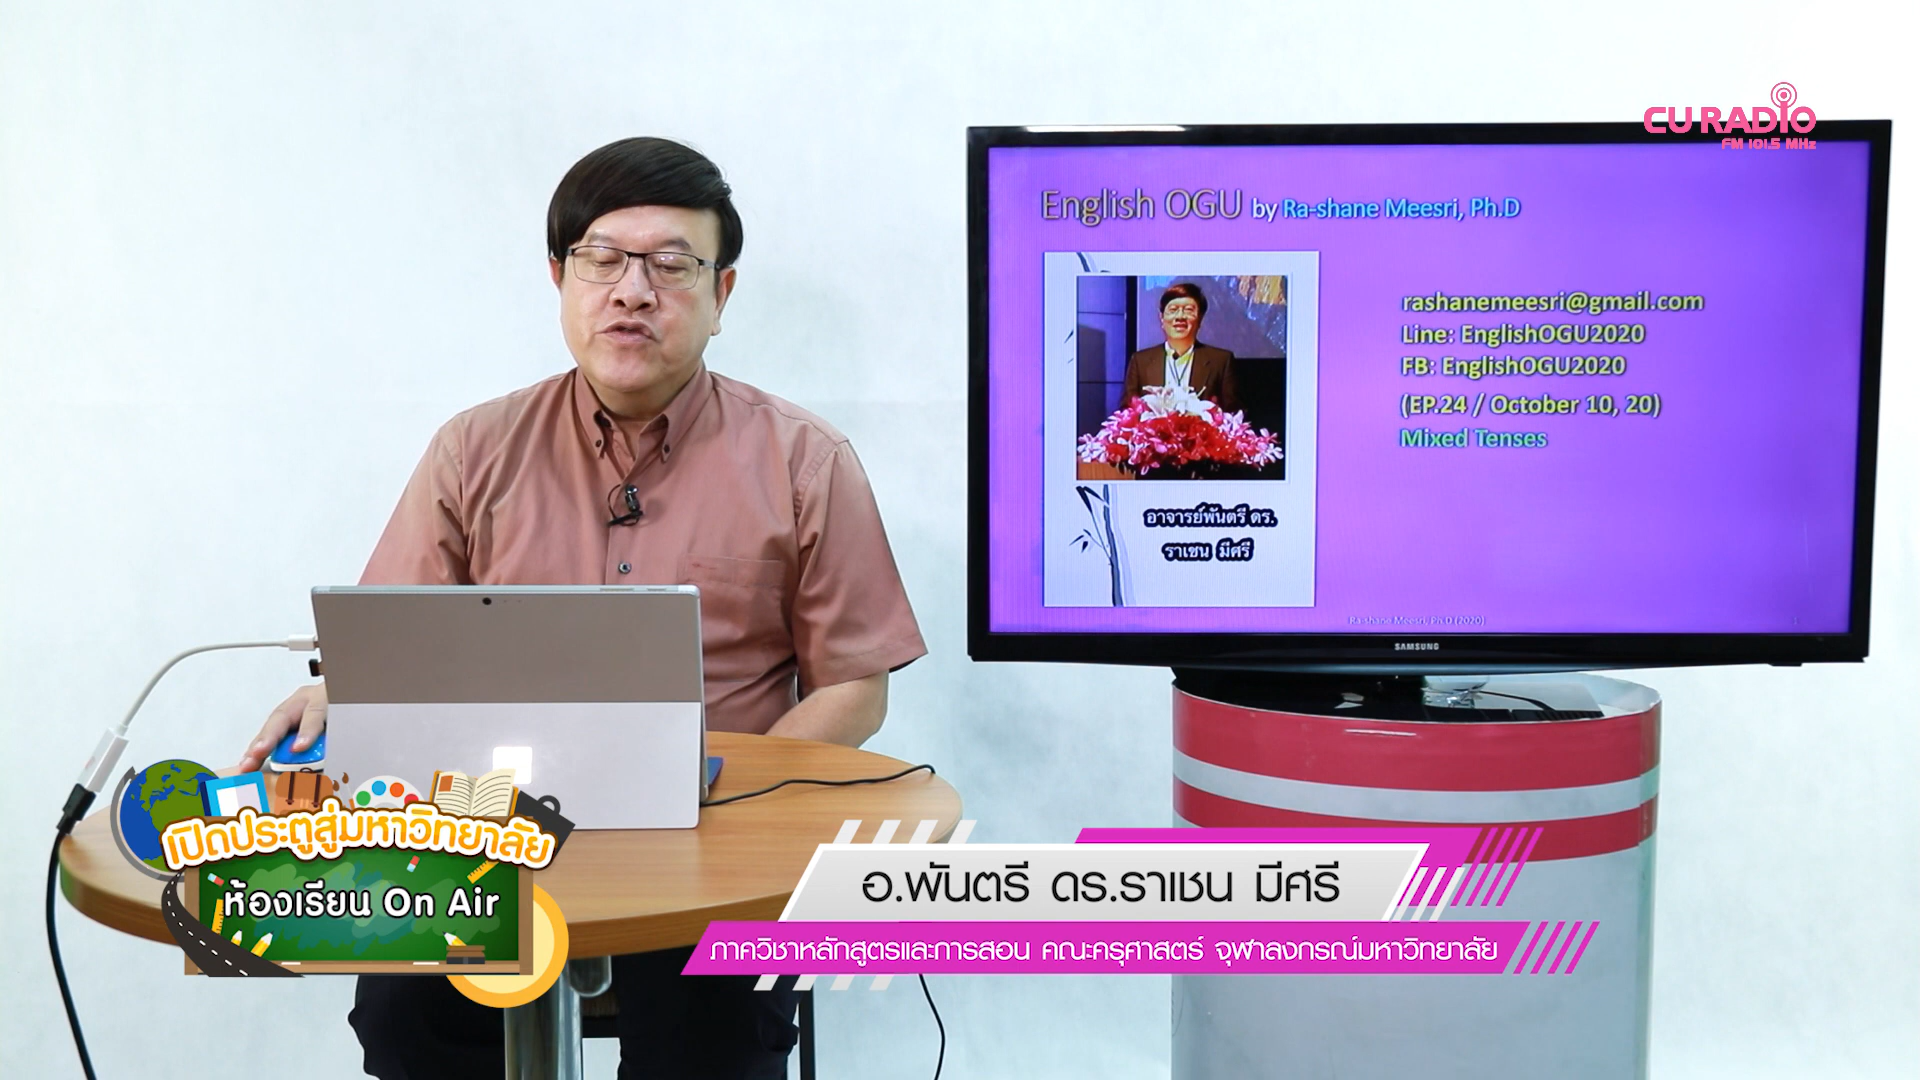 CU RADIO
FM 101.5 MHz
English OGU by Ra-shane Meesri, Ph.D
rashanemeesri@gmail.com
Line: EnglishOGU2020
FB: EnglishOGU2020
(EP.24 / October 10, 20)
Mixed Tenses
อาจารย์พันตรี ดร.
ราเชน มีศรี
Ra-shane Meesri, Ph.D (2020)
1
SAMSUNG
เปิดประตูสู่มหาวิทยาลัย
ห้องเรียน On Air
อ.พันตรี ดร.ราเชน มีศรี
ภาควิชาหลักสูตรและการสอน คณะครุศาสตร์ จุฬาลงกรณ์มหาวิทยาลัย